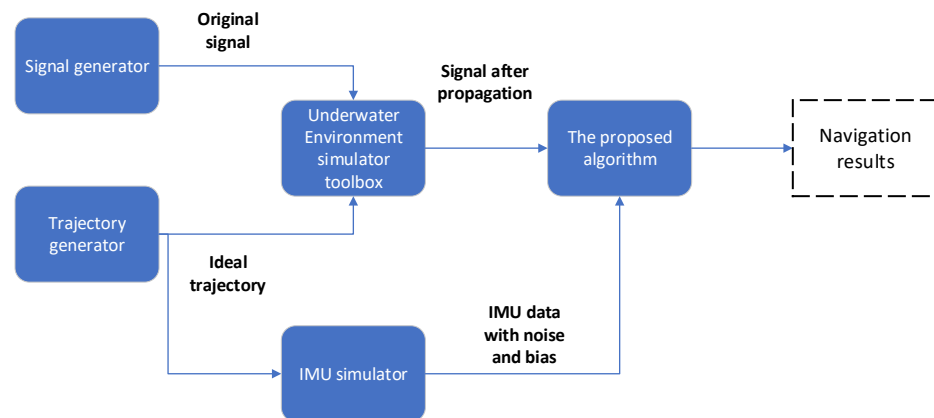 Original
signal
Signal generator
Signal after
propagation
Underwater
Environment
simulator
toolbox
The proposed
algorithm
Navigation
results
Trajectory
generator
Ideal
trajectory
IMU data
with noise
and bias
IMU simulator